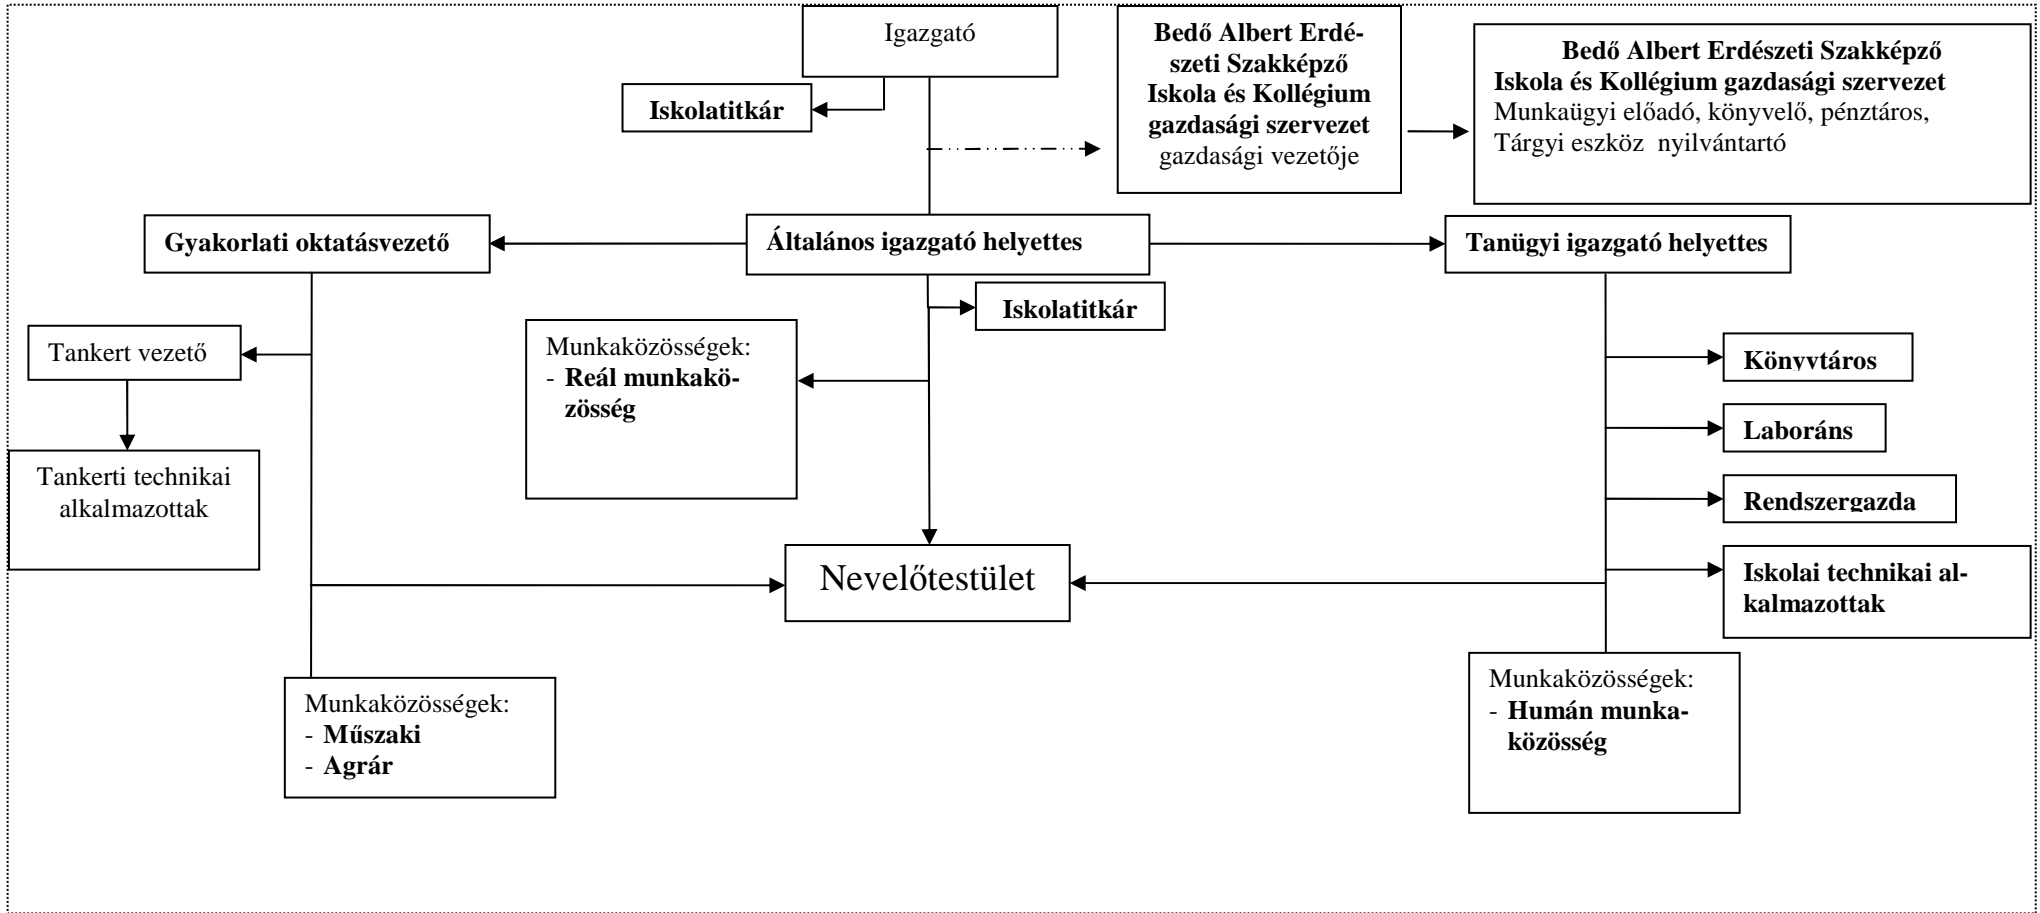 Igazgató
Iskolatitkár
Bedő Albert Erdé-
szeti Szakképző
Iskola és Kollégium
gazdasági szervezet
gazdasági vezetője
Bedő Albert Erdészeti Szakképző
Iskola és Kollégium gazdasági szervezet
Munkaügyi előadó, könyvelő, pénztáros,
Tárgyi eszköz nyilvántartó
Gyakorlati oktatásvezető
Általános igazgató helyettes
Tanügyi igazgató helyettes
Iskolatitkár
Tankert vezető
Munkaközösségek:
- Reál munkakö-
zösség
Könyvtáros
Laboráns
Tankerti technikai
alkalmazottak
Rendszergazda
Nevelőtestület
Iskolai technikai al-
kalmazottak
Munkaközösségek:
- Műszaki
- Agrár
Munkaközösségek:
- Humán munka-
közösség